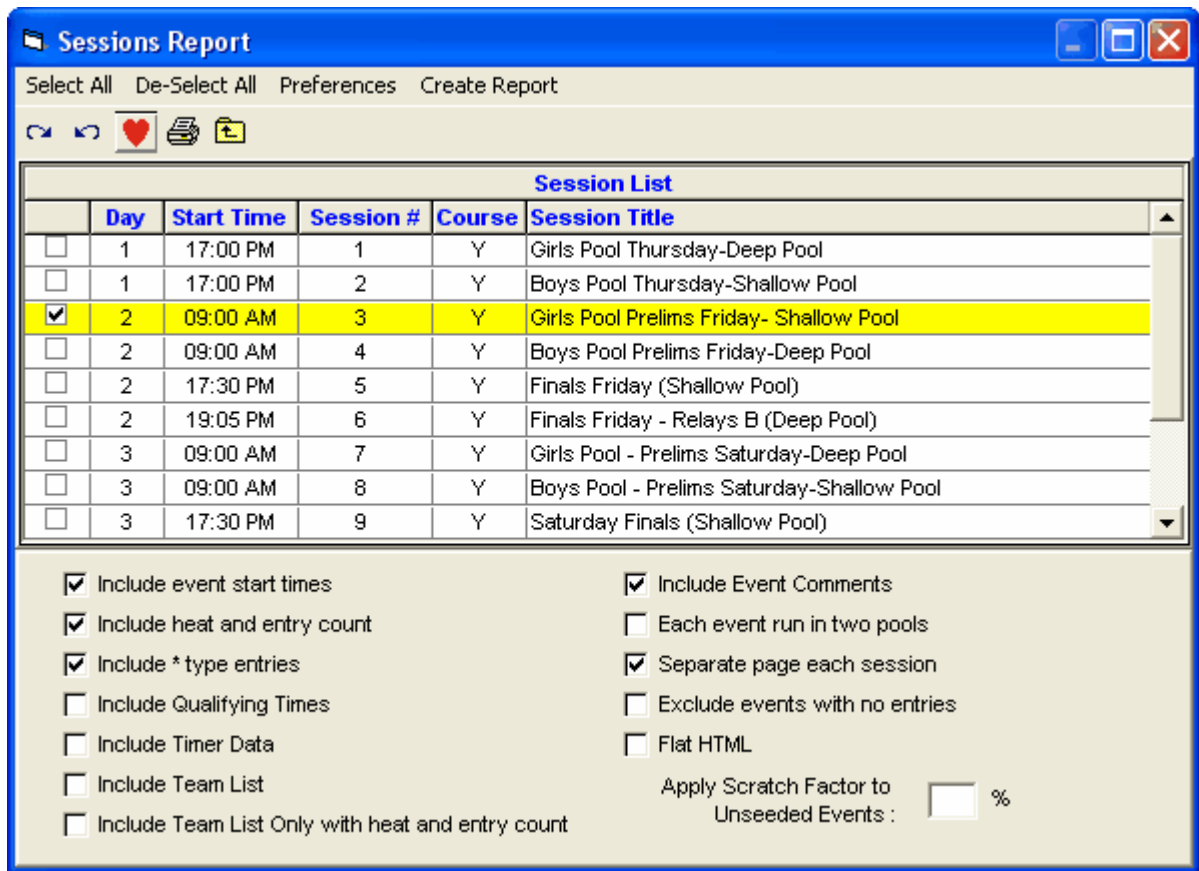 Sessions Report
Select All De-Select All Preferences Create Report
Session List
Day Start Time Session # Course Session Title
1 17:00 PM 1 Y Girls Pool Thursday-Deep Pool
1 17:00 PM 2 Y Boys Pool Thursday-Shallow Pool
2 09:00 AM 3 Y Girls Pool Prelims Friday- Shallow Pool
2 09:00 AM 4 Y Boys Pool Prelims Friday-Deep Pool
2 17:30 PM 5 Y Finals Friday (Shallow Pool)
2 19:05 PM 6 Y Finals Friday - Relays B (Deep Pool)
3 09:00 AM 7 Y Girls Pool - Prelims Saturday-Deep Pool
3 09:00 AM 8 Y Boys Pool - Prelims Saturday-Shallow Pool
3 17:30 PM 9 Y Saturday Finals (Shallow Pool)
Include event start times
Include heat and entry count
Include * type entries
Include Qualifying Times
Include Timer Data
Include Team List
Include Team List Only with heat and entry count
Include Event Comments
Each event run in two pools
Separate page each session
Exclude events with no entries
Flat HTML
Apply Scratch Factor to
Unseeded Events : %